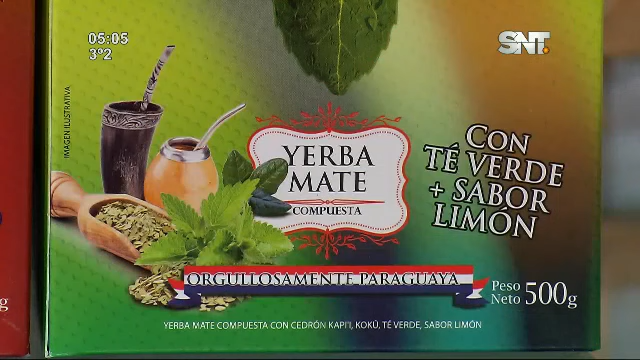 05:05
3°2
SNT.
IMAGEN ILUSTRATIVA
YERBA
MATE
COMPUESTA
CON
TÉ VERDE
+ SABOR
LIMÓN
ORGULLOSAMENTE PARAGUAYA
Peso
Neto 500g
YERBA MATE COMPUESTA CON CEDRÓN KAPI'I, KOKŨ, TÉ VERDE, SABOR LIMÓN
g